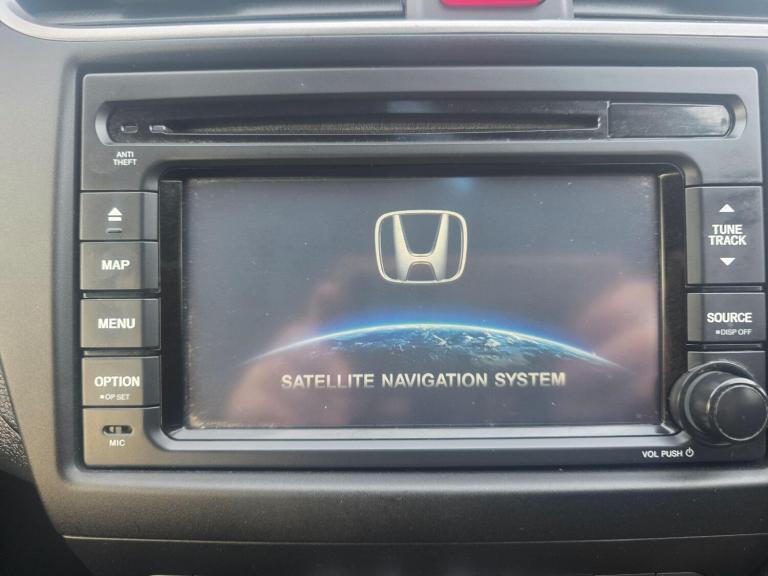 ANTI
THEFT
MAP
MENU
OPTION
■OP SET
MIC
SATELLITE NAVIGATION SYSTEM
TUNE
TRACK
SOURCE
■DISP OFF
VOL PUSH